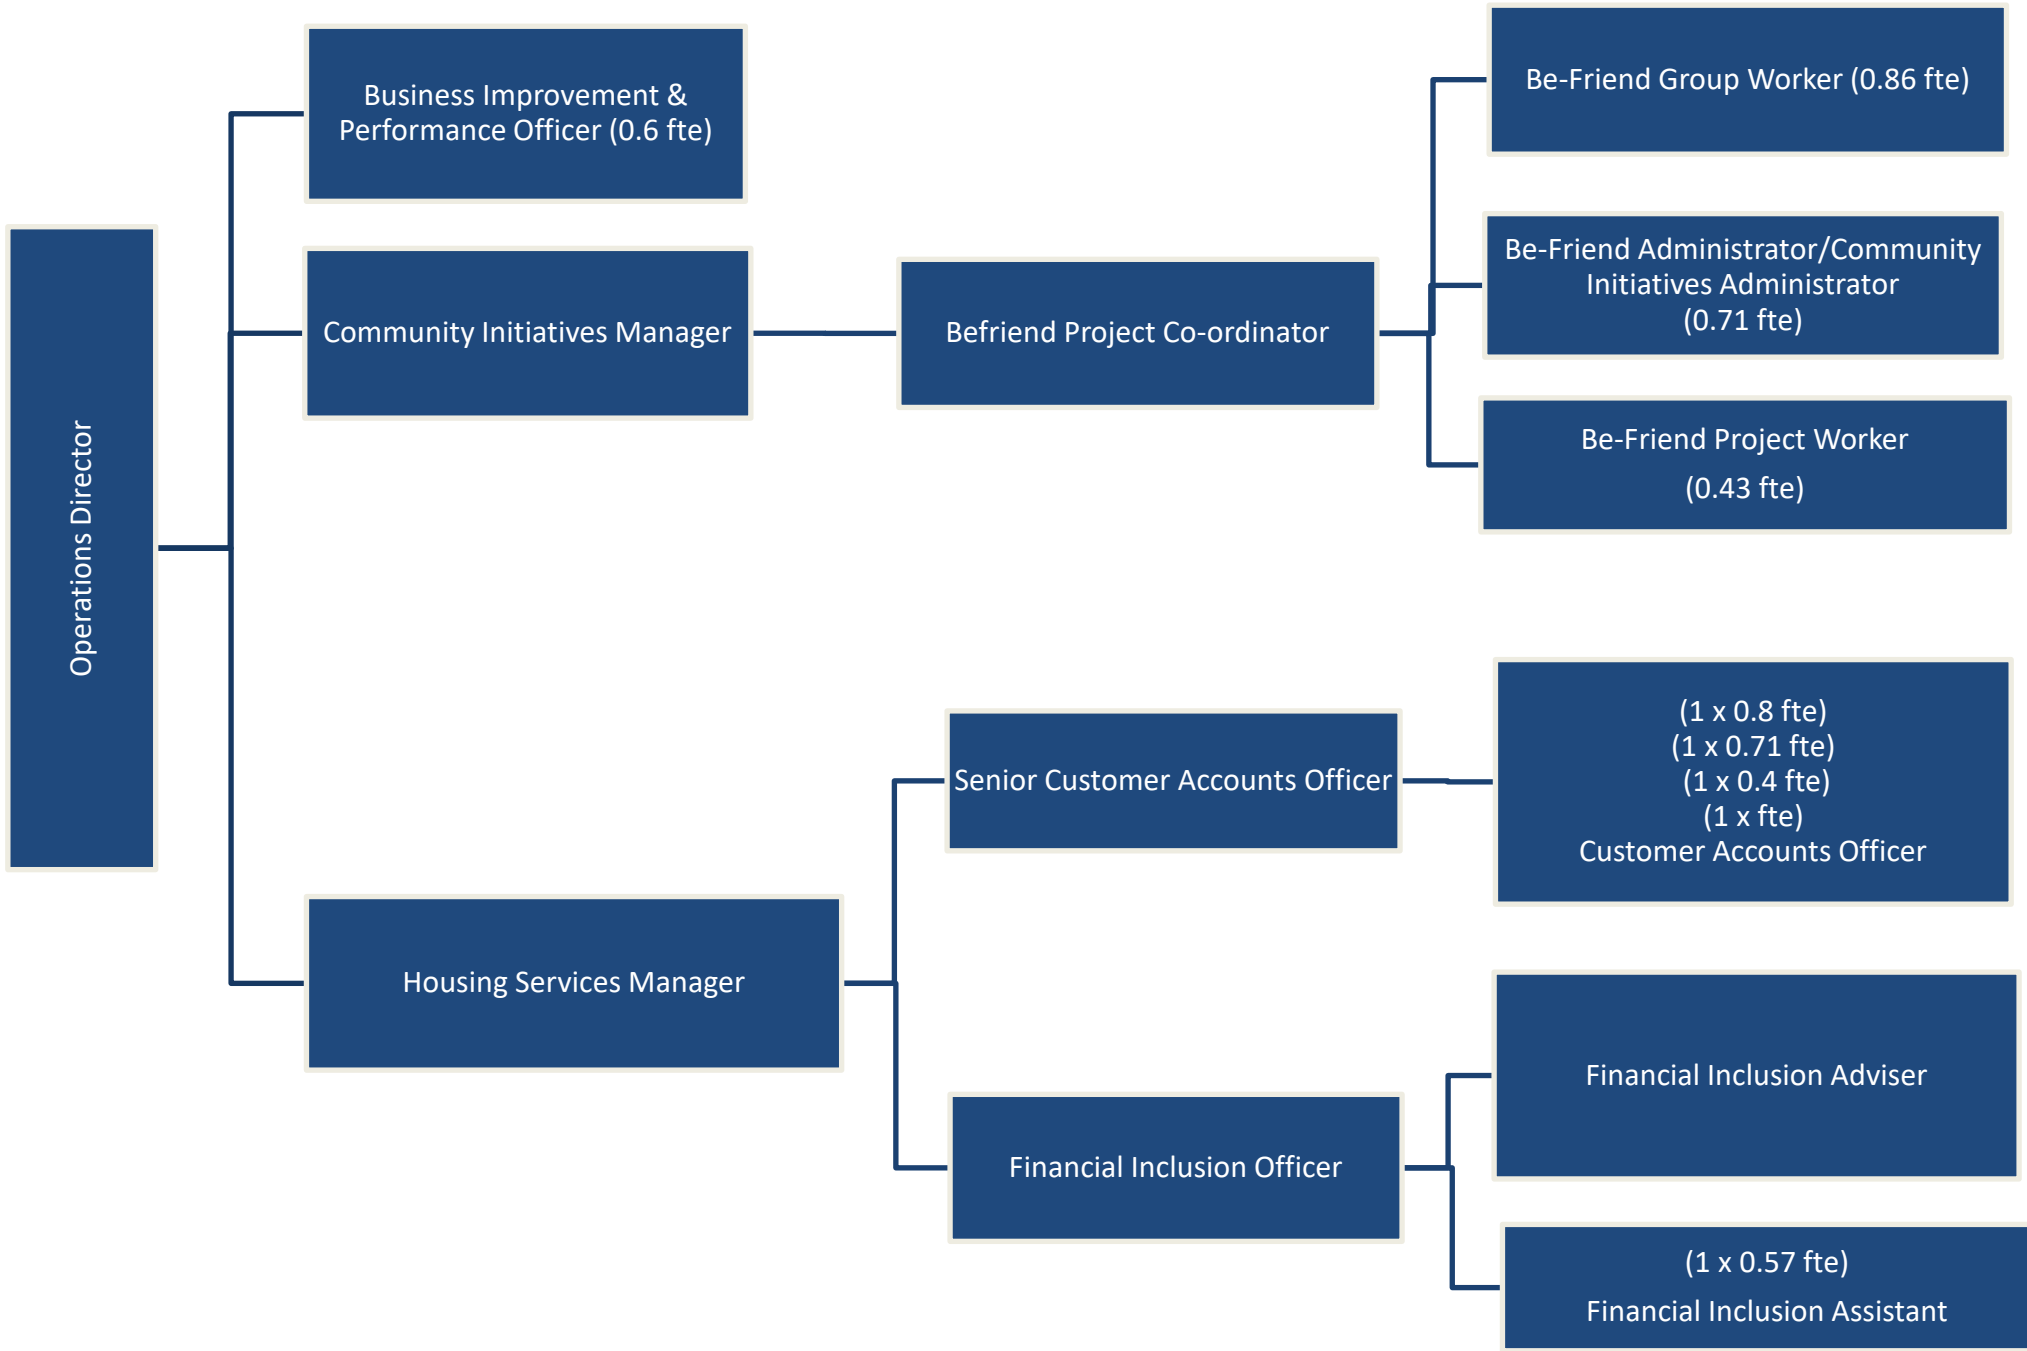 Operations Director
Business Improvement &
Performance Officer (0.6 fte)
Community Initiatives Manager
Housing Services Manager
Befriend Project Co-ordinator
Senior Customer Accounts Officer
Financial Inclusion Officer
Be-Friend Group Worker (0.86 fte)
Be-Friend Administrator/Community
Initiatives Administrator
(0.71 fte)
Be-Friend Project Worker
(0.43 fte)
(1 x 0.8 fte)
(1 x 0.71 fte)
(1 x 0.4 fte)
(1 x fte)
Customer Accounts Officer
Financial Inclusion Adviser
(1 x 0.57 fte)
Financial Inclusion Assistant